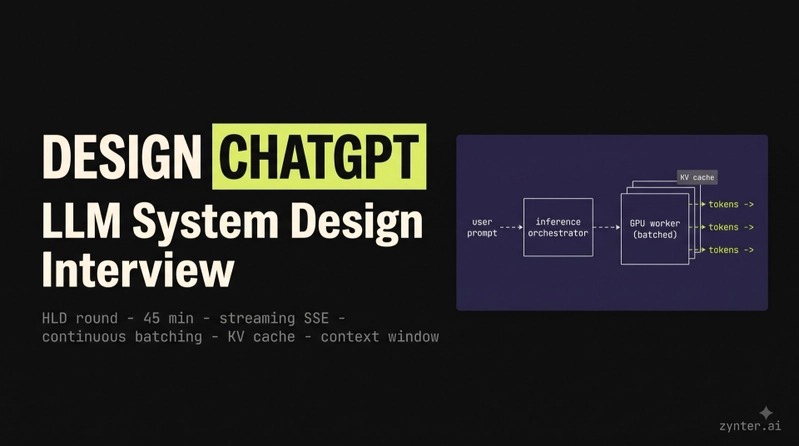 DESIGN CHATGPT
LLM System Design
Interview
HLD round - 45 min - streaming SSE -
continuous batching - KV cache - context window
user
prompt
inference
orchestrator
KV cache
GPU worker
(batched)
tokens ->
tokens ->
tokens ->
zynter.ai